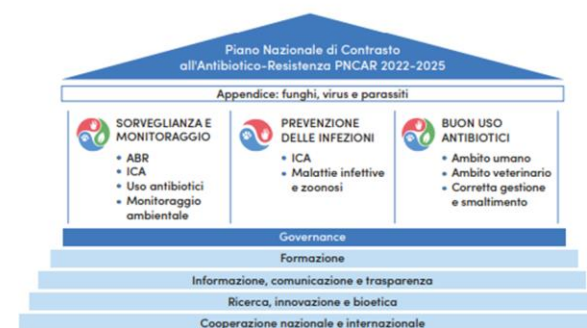 Piano Nazionale di Contrasto
all'Antibiotico-Resistenza PNCAR 2022-2025
Appendice: funghi, virus e parassiti
SORVEGLIANZA E
MONITORAGGIO
• ABR
• ICA
• Uso antibiotici
• Monitoraggio
ambientale
PREVENZIONE
DELLE INFEZIONI
• ICA
• Malattie infettive
e zoonosi
BUON USO
ANTIBIOTICI
• Ambito umano
• Ambito veterinario
• Corretta gestione
e smaltimento
Governance
Formazione
Informazione, comunicazione e trasparenza
Ricerca, innovazione e bioetica
Cooperazione nazionale e internazionale